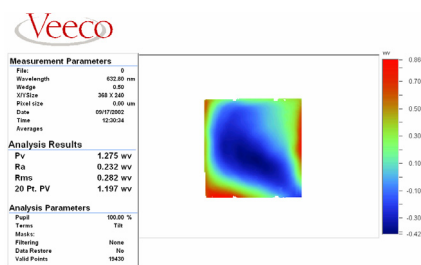 Veeco
Measurement Parameters
File: 0
Wavelength 632.80 nm
Wedge 0.50
X/YSize 368 X 240
Pixel size 0.00 um
Date 09/17/2002
Time 12:30:34
Averages
Analysis Results
Pv 1.275 wv
Ra 0.232 wv
Rms 0.282 wv
20 Pt. PV 1.197 wv
Analysis Parameters
Pupil 100.00 %
Terms Tilt
Masks:
Filtering None
Data Restore No
Valid Points 19430
wv
0.86
0.70
0.50
0.30
0.10
-0.10
-0.30
-0.42